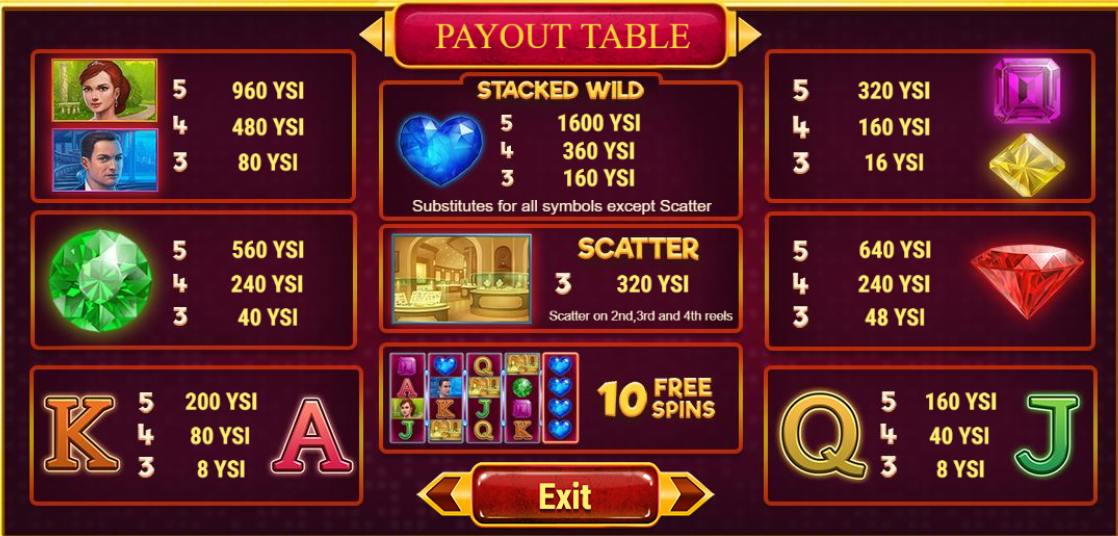 PAYOUT TABLE
5 960 YSI
4 480 YSI
3 80 YSI
STACKED WILD
5 1600 YSI
4 360 YSI
3 160 YSI
Substitutes for all symbols except Scatter
5 320 YSI
4 160 YSI
3 16 YSI
5 560 YSI
4 240 YSI
3 40 YSI
SCATTER
3 320 YSI
Scatter on 2nd,3rd and 4th reels
5 640 YSI
4 240 YSI
3 48 YSI
K
5 200 YSI
4 80 YSI
3 8 YSI
A
Q
A K Q
J
J Q K
10 FREE
SPINS
Q
5 160 YSI
4 40 YSI
3 8 YSI
J
Exit